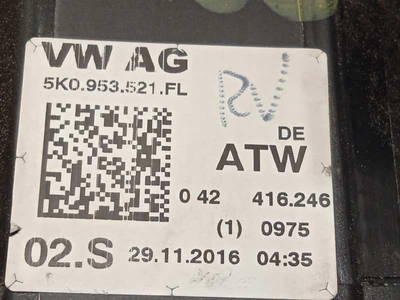 VW AG
5K0.953.521.FL
DE
ATW
0 42 416.246
(1) 0975
02.S 29.11.2016 04:35